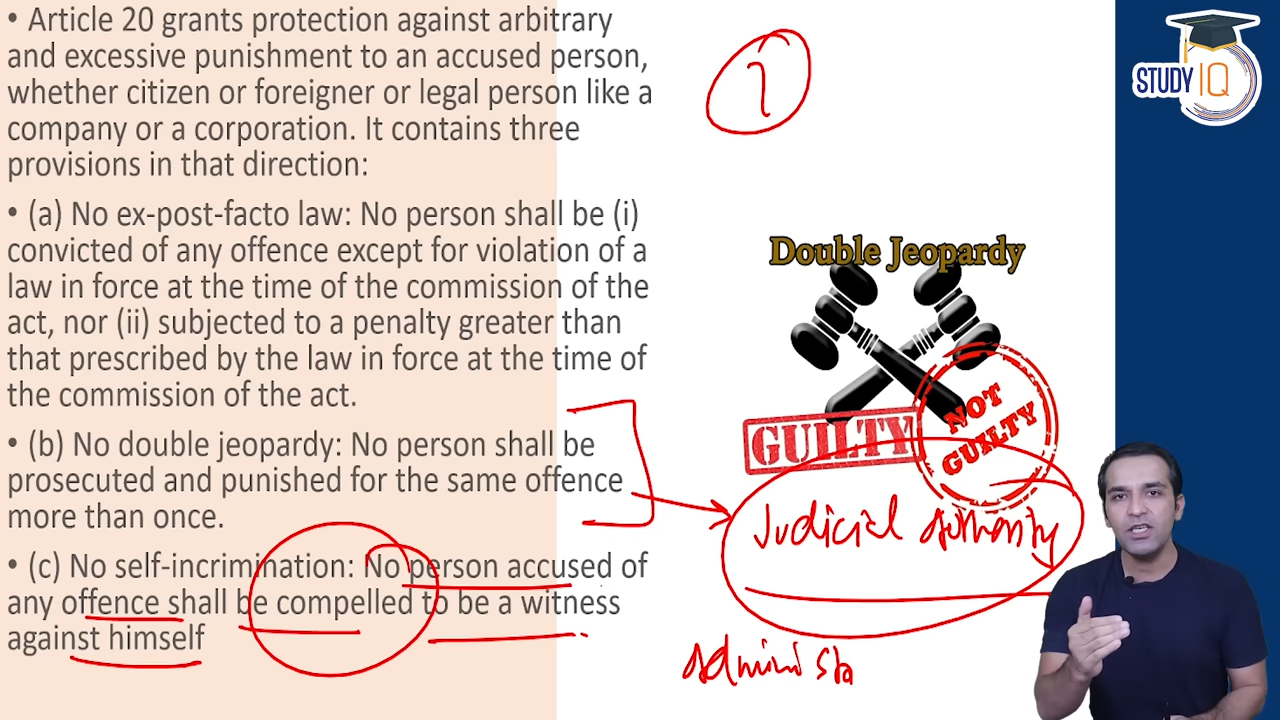 • Article 20 grants protection against arbitrary
and excessive punishment to an accused person,
whether citizen or foreigner or legal person like a
company or a corporation. It contains three
provisions in that direction:
• (a) No ex-post-facto law: No person shall be (i)
convicted of any offence except for violation of a
law in force at the time of the commission of the
act, nor (ii) subjected to a penalty greater than
that prescribed by the law in force at the time of
the commission of the act.
• (b) No double jeopardy: No person shall be
prosecuted and punished for the same offence
more than once.
• (c) No self-incrimination: No person accused of
any offence shall be compelled to be a witness
against himself
Double Jeopardy
GUILTY
NOT
GUILTY
Judicial Authority
STUDY IQ